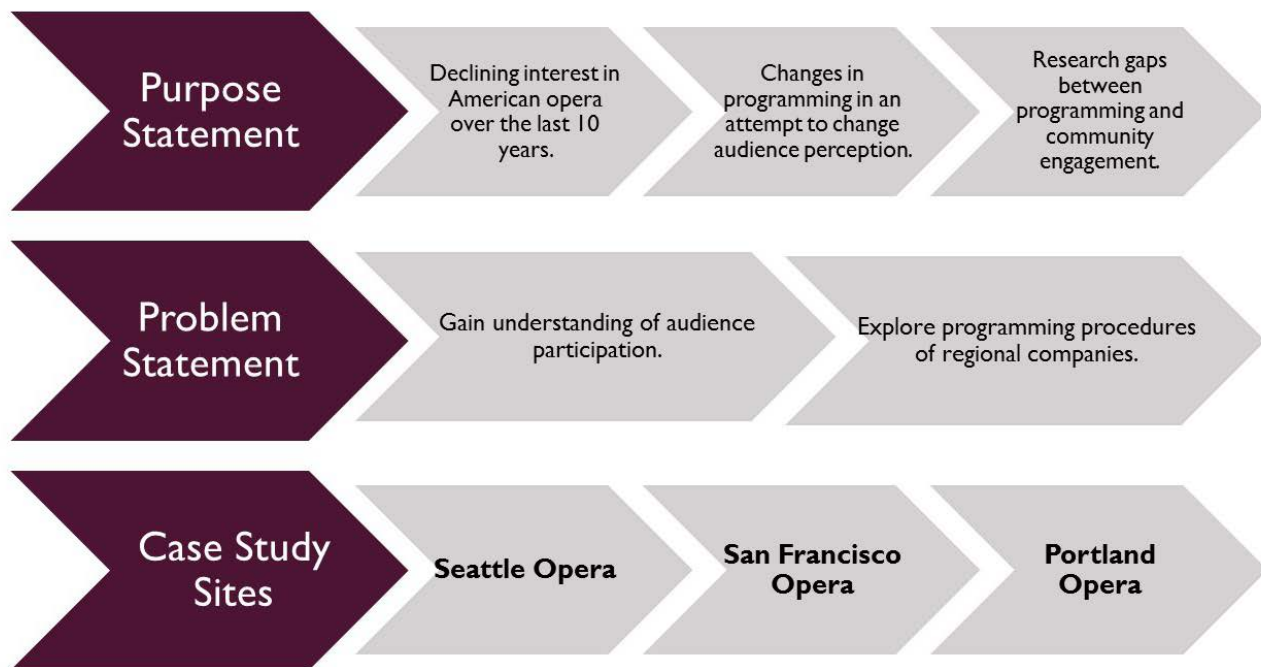 Purpose
Statement
Declining interest in
American opera
over the last 10
years.
Changes in
programming in an
attempt to change
audience perception.
Research gaps
between
programming and
community
engagement.
Problem
Statement
Gain understanding of audience
participation.
Explore programming procedures
of regional companies.
Case Study
Sites
Seattle Opera
San Francisco
Opera
Portland
Opera